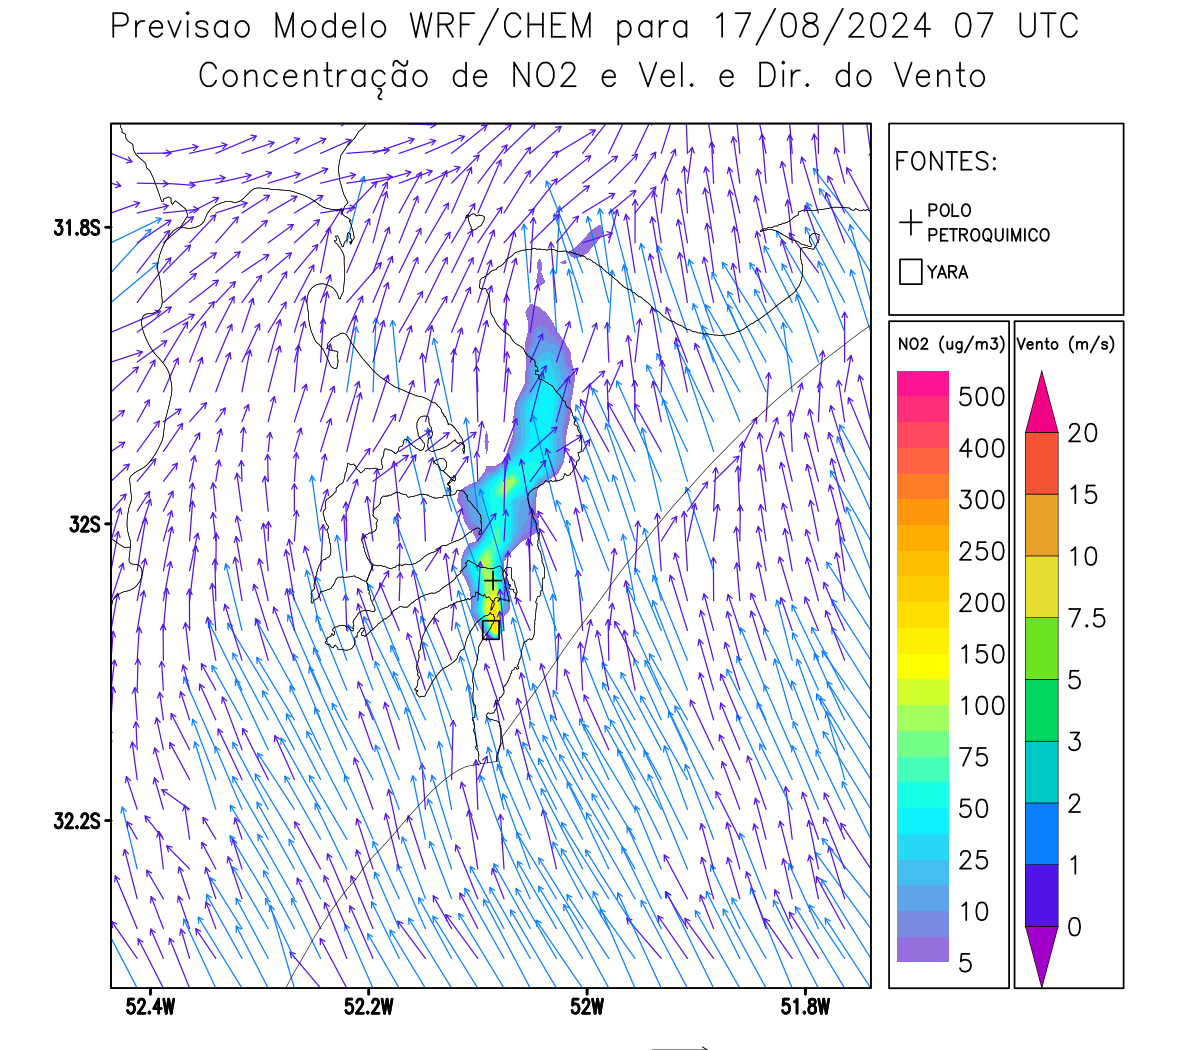 Previsao Modelo WRF/CHEM para 17/08/2024 07 UTC
Concentração de NO2 e Vel. e Dir. do Vento
FONTES:
POLO
PETROQUIMICO
YARA
NO2 (ug/m3)
500
400
300
250
200
150
100
75
50
25
10
5
Vento (m/s)
20
15
10
7.5
5
3
2
1
0
31.8S
32S
32.2S
52.4W
52.2W
52W
51.8W